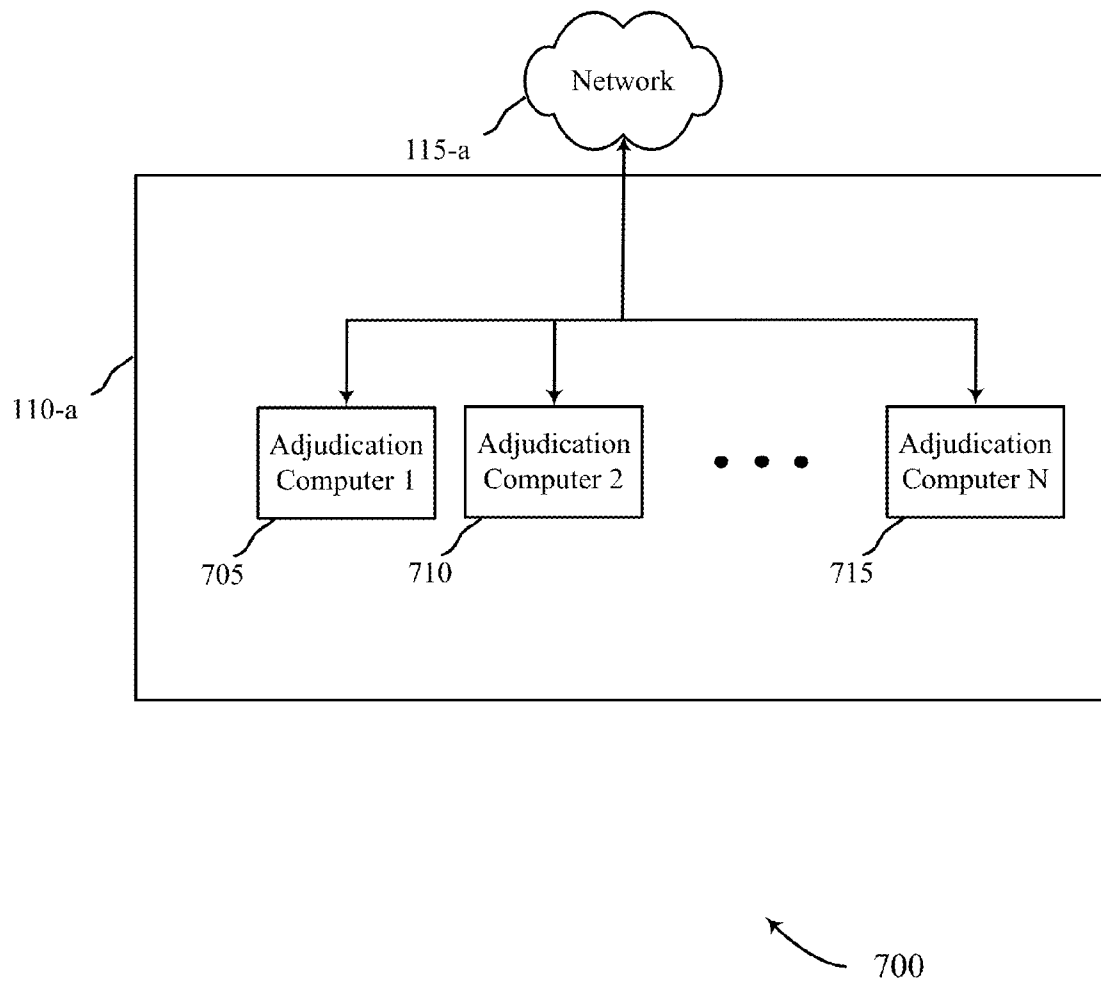 Network
115-a
110-a
Adjudication
Computer 1
Adjudication
Computer 2
Adjudication
Computer N
705
710
715
700